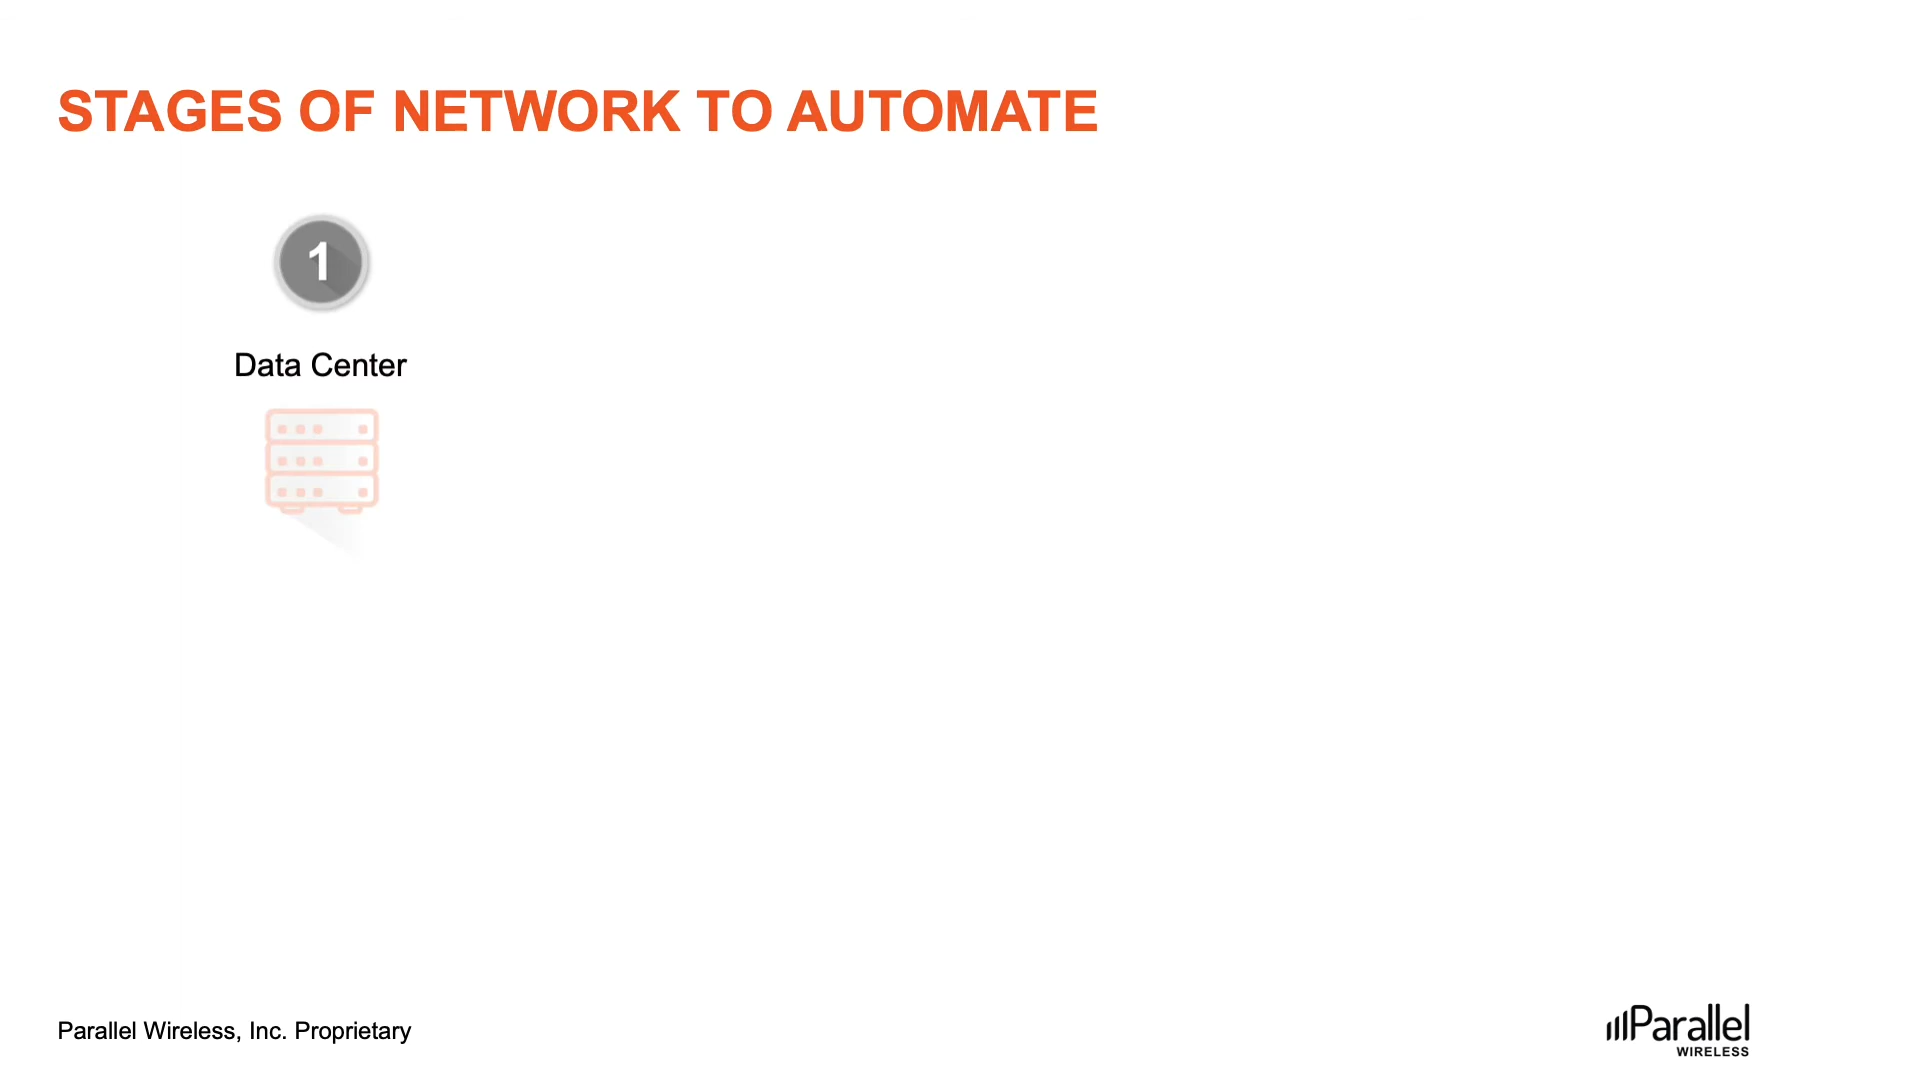 STAGES OF NETWORK TO AUTOMATE
1
Data Center
Parallel Wireless, Inc. Proprietary
Parallel
WIRELESS